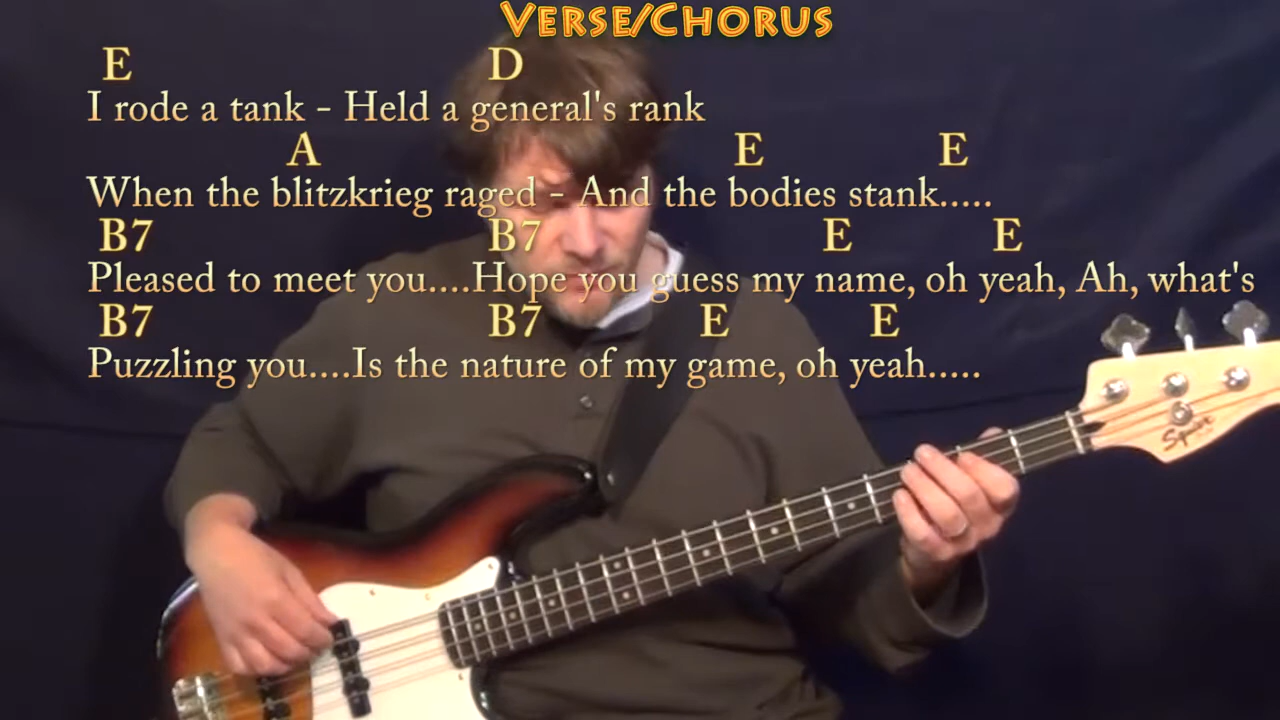 VERSE/CHORUS
E D
I rode a tank - Held a general's rank
A E E
When the blitzkrieg raged - And the bodies stank.....
B7 B7 E E
Pleased to meet you....Hope you guess my name, oh yeah, Ah, what's
B7 B7 E E
Puzzling you....Is the nature of my game, oh yeah.....